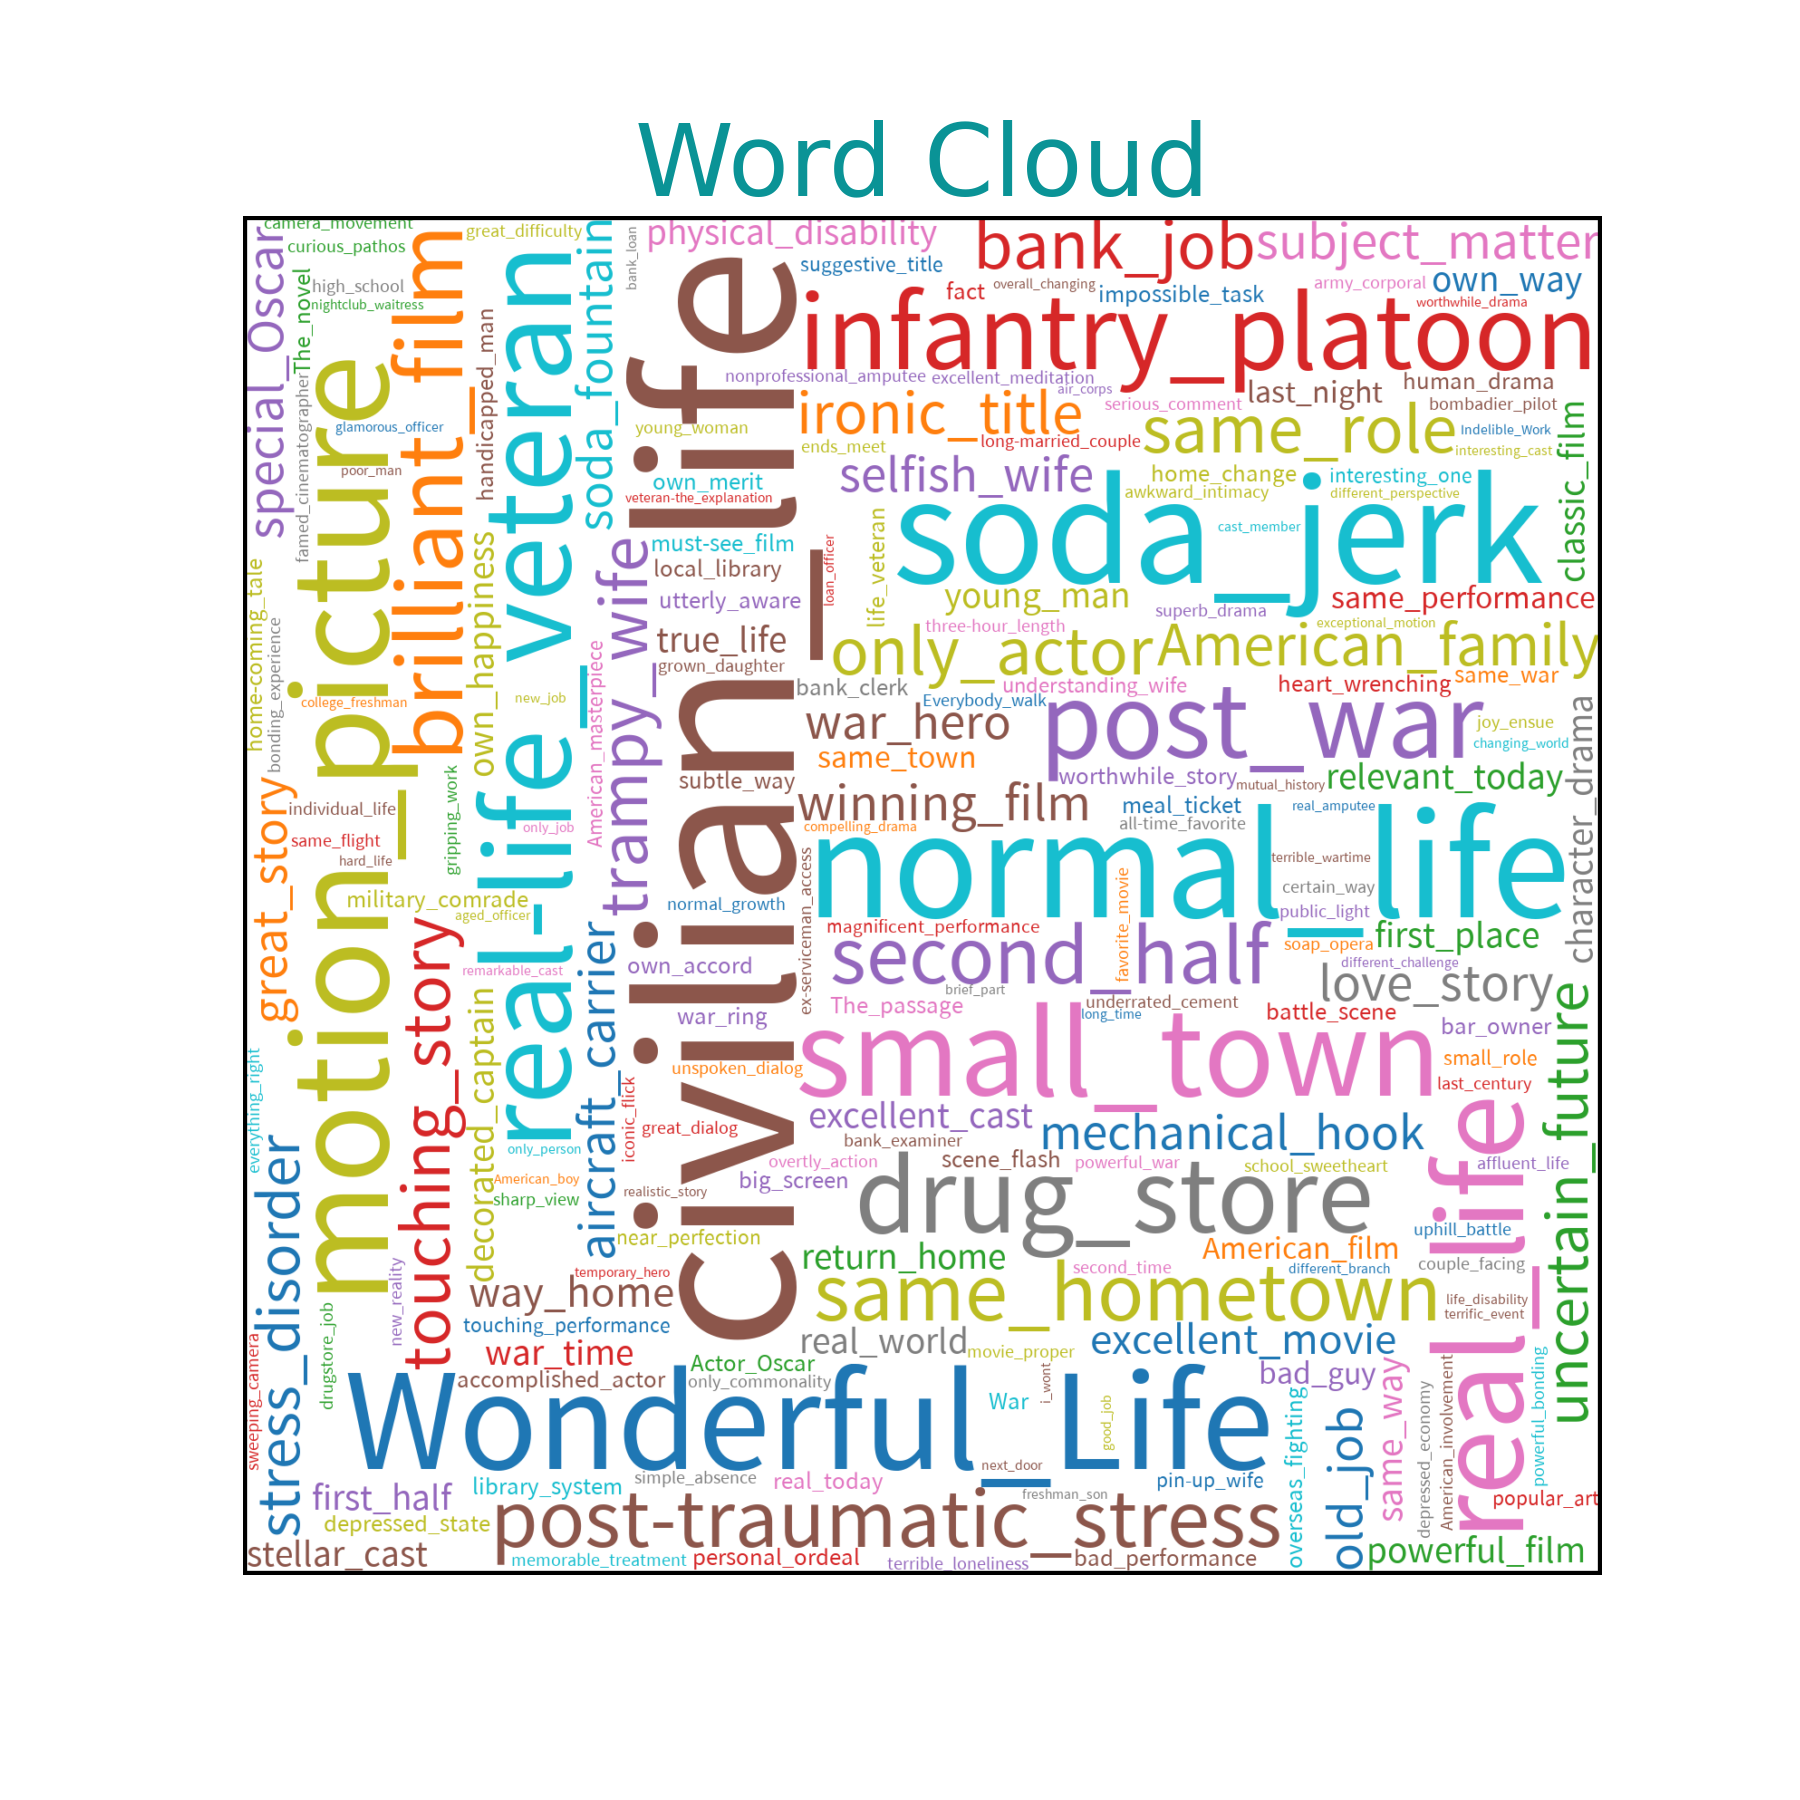 Word Cloud
camera_movement
curious_pathos
high_school
nightclub_waitress
special_Oscar
The_novel
famed_cinematographer
glamorous_officer
poor_man
motion_picture
brilliant_film
great_difficulty
handicapped_man
real-life_veteran
soda_fountain
bank_loan
physical_disability
bank_job
subject_matter
suggestive_title
fact
overall_changing
impossible_task
army_corporal
own_way
worthwhile_drama
infantry_platoon
civilian_life
nonprofessional_amputee
excellent_meditation
air_corps
last_night
human_drama
ironic_title
serious_comment
bombadier_pilot
young_woman
ends_meet
long-married_couple
same_role
Indelible_Work
interesting_cast
classic_film
own_merit
veteran-the_explanation
selfish_wife
home_change
interesting_one
awkward_intimacy
different_perspective
soda_jerk
cast_member
must-see_film
local_library
utterly_aware
loan_officer
life_veteran
young_man
superb_drama
same_performance
exceptional_motion
true_life
grown_daughter
three-hour_length
only_actor
American_family
home-coming_tale
bonding_experience
college_freshman
own_happiness
new_job
trampy_wife
American_masterpiece
bank_clerk
understanding_wife
heart_wrenching
same_war
Everybody_walk
war_hero
post_war
joy_ensue
changing_world
same_town
subtle_way
worthwhile_story
mutual_history
relevant_today
character_drama
great_story
individual_life
same_flight
hard_life
gripping_work
only_job
winning_film
meal_ticket
real_amputee
compelling_drama
all-time_favorite
normal_life
terrible_wartime
certain_way
public_light
military_comrade
aged_officer
normal_growth
ex-serviceman_access
favorite_movie
magnificent_performance
second_half
soap_opera
first_place
different_challenge
touching_story
remarkable_cast
own_accord
brief_part
love_story
decorated_captain
aircraft_carrier
war_ring
The_passage
underrated_cement
long_time
battle_scene
bar_owner
small_town
unspoken_dialog
small_role
last_century
uncertain_future
everything_right
iconic_flick
great_dialog
excellent_cast
bank_examiner
mechanical_hook
only_person
overtly_action
scene_flash
powerful_war
school_sweetheart
affluent_life
American_boy
sharp_view
realistic_story
big_screen
drug_store
real_life
near_perfection
uphill_battle
return_home
American_film
couple_facing
stress_disorder
new_reality
temporary_hero
second_time
different_branch
way_home
same_hometown
life_disability
terrific_event
drugstore_job
touching_performance
real_world
movie_proper
excellent_movie
sweeping_camera
war_time
Actor_Oscar
accomplished_actor
only_commonality
bad_guy
same_way
Wonderful_Life
War
i_wont
good_job
overseas_fighting
old_job
depressed_economy
American_involvement
powerful_bonding
next_door
first_half
library_system
simple_absence
real_today
pin-up_wife
freshman_son
popular_art
depressed_state
post-traumatic_stress
stellar_cast
memorable_treatment
personal_ordeal
terrible_loneliness
bad_performance
powerful_film